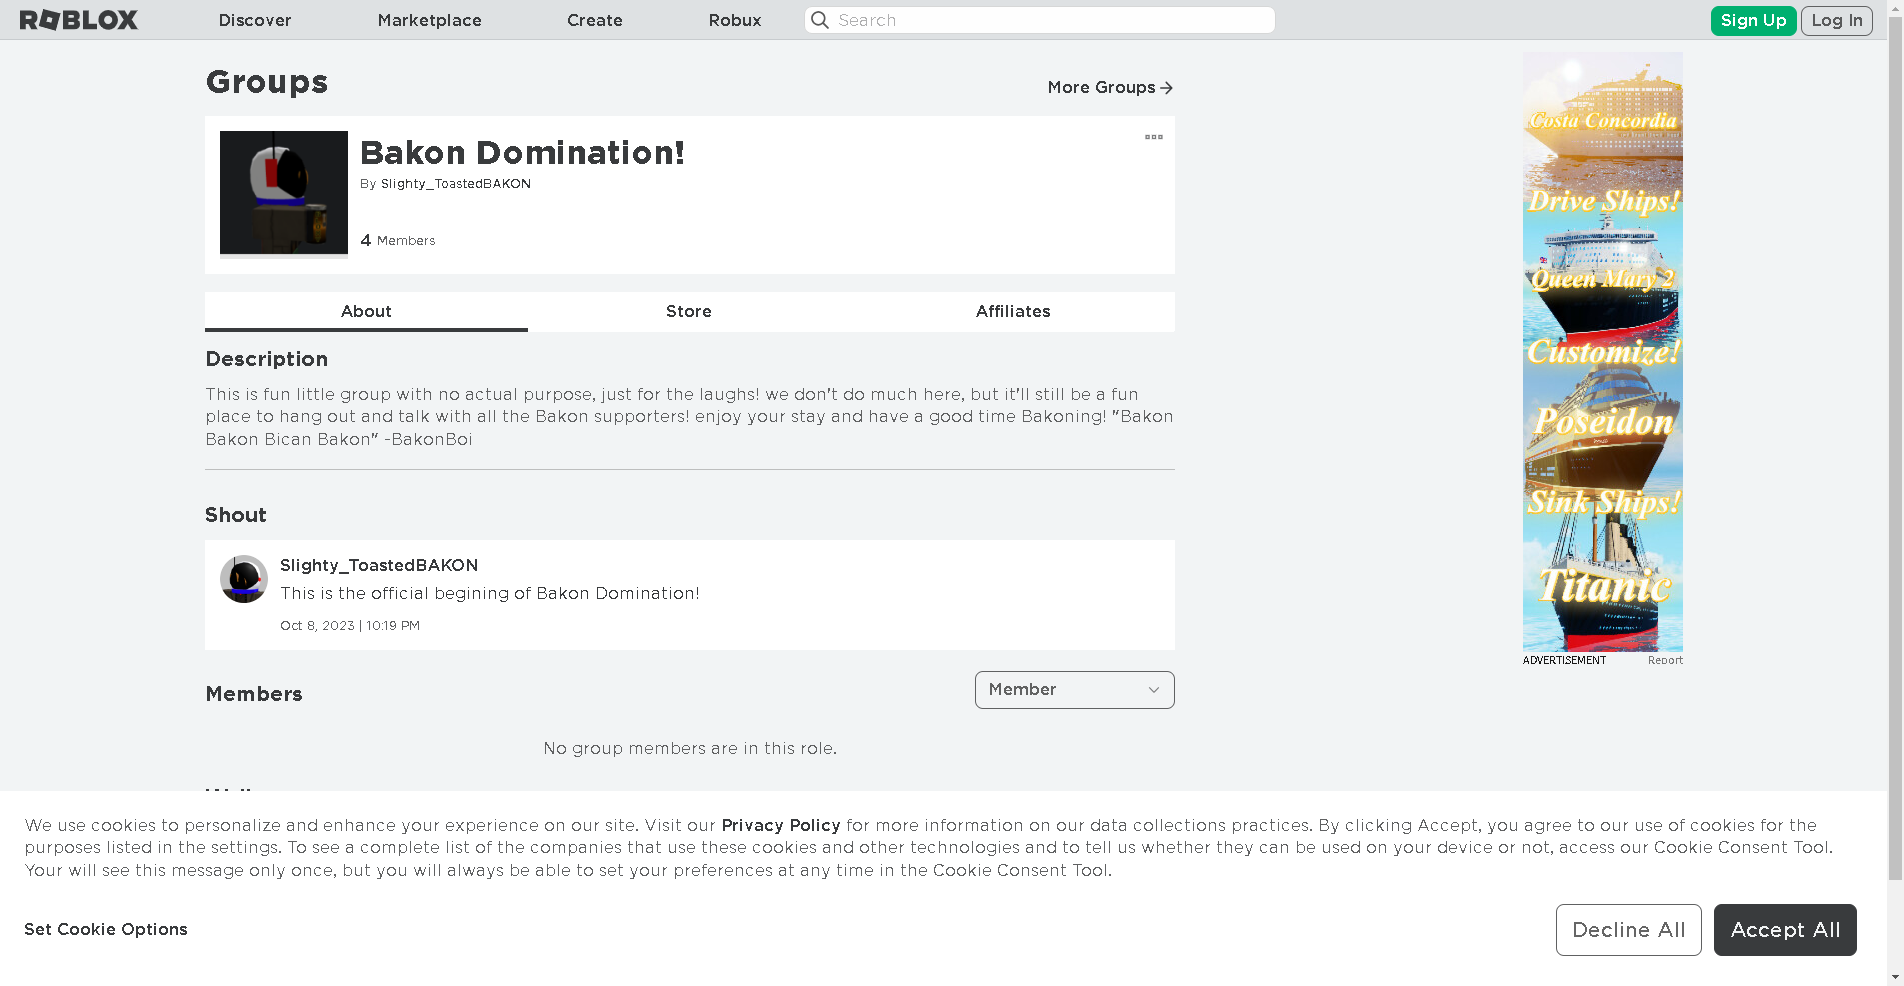 ROBLOX
Discover
Marketplace
Create
Robux
Search
Sign Up
Log In
Groups
More Groups
Bakon Domination!
By Slighty_ToastedBAKON
4 Members
About
Store
Affiliates
Description
This is fun little group with no actual purpose, just for the laughs! we don't do much here, but it'll still be a fun
place to hang out and talk with all the Bakon supporters! enjoy your stay and have a good time Bakoning! "Bakon
Bakon Bican Bakon" -BakonBoi
Shout
Slighty_ToastedBAKON
This is the official begining of Bakon Domination!
Oct 8, 2023 | 10:19 PM
Members
Member
No group members are in this role.
Costa Concordia
Drive Ships!
Queen Mary 2
Customize!
Poseidon
Sink Ships!
Titanic
ADVERTISEMENT
Report
We use cookies to personalize and enhance your experience on our site. Visit our Privacy Policy for more information on our data collections practices. By clicking Accept, you agree to our use of cookies for the
purposes listed in the settings. To see a complete list of the companies that use these cookies and other technologies and to tell us whether they can be used on your device or not, access our Cookie Consent Tool.
Your will see this message only once, but you will always be able to set your preferences at any time in the Cookie Consent Tool.
Set Cookie Options
Decline All
Accept All